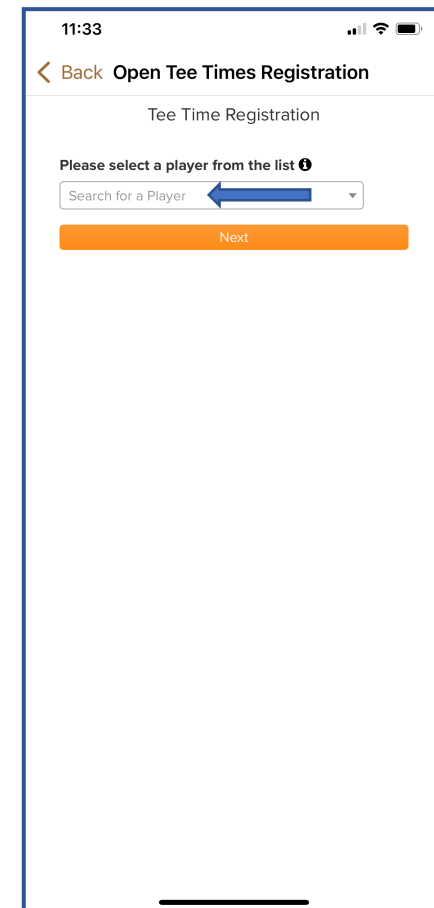 11:33
Back Open Tee Times Registration
Tee Time Registration
Please select a player from the list
Search for a Player
Next